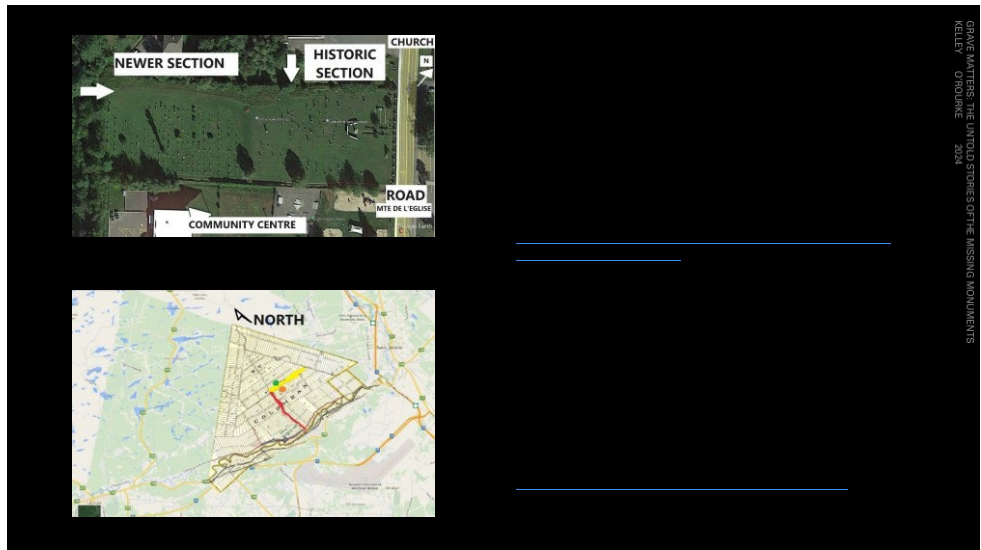 CHURCH
N
NEWER SECTION
HISTORIC
SECTION
ROAD
MTE DE L'EGLISE
COMMUNITY CENTRE
NORTH
COLOMBAN
GRAVE MATTERS: THE UNTOLD STORIES OF THE MISSING MONUMENTS
KELLEY O'ROURKE 2024